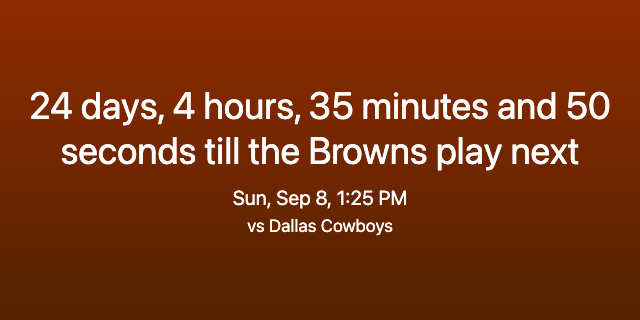 24 days, 4 hours, 35 minutes and 50
seconds till the Browns play next
Sun, Sep 8, 1:25 PM
vs Dallas Cowboys